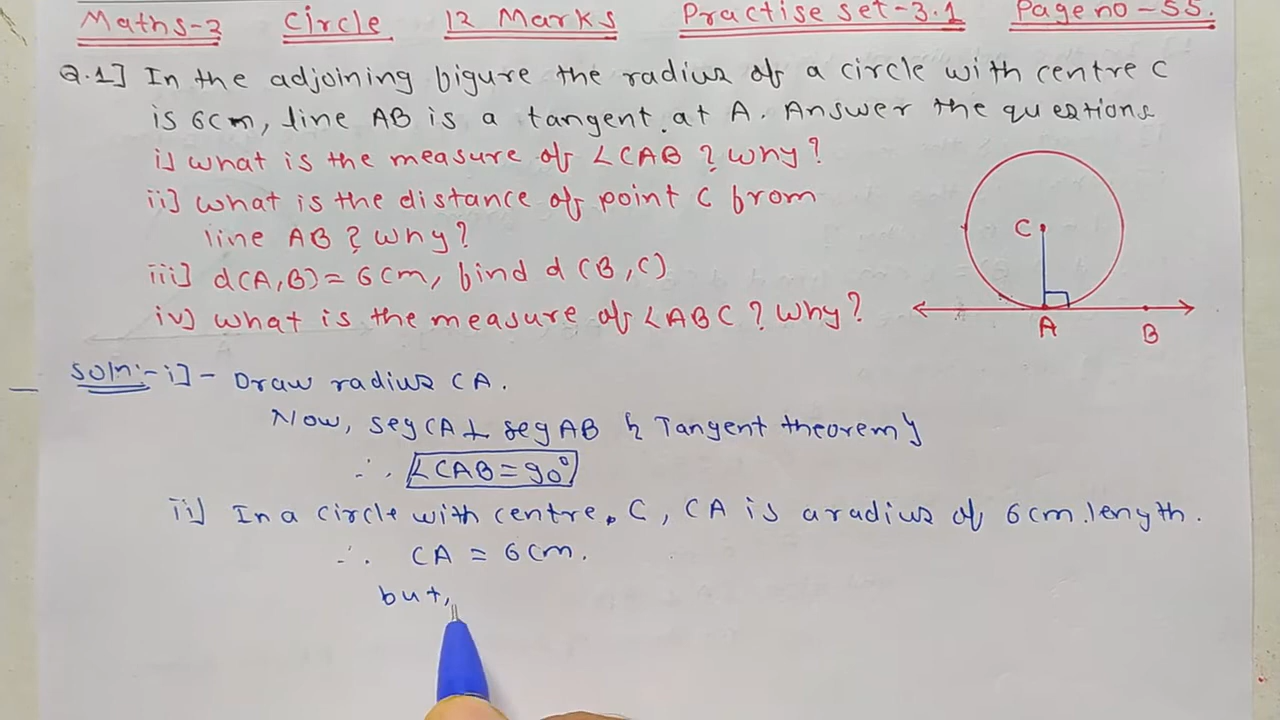 Maths-2 Circle 12 Marks Practise set-3.1 Page no-55.
Q.1] In the adjoining figure the radius of a circle with centre C
is 6cm, line AB is a tangent at A. Answer the questions
i] what is the measure of ∠CAB ? Why?
ii] what is the distance of point C from
line AB ? why?
iii] d(A,B)=6cm, find d(B,C)
iv] what is the measure of ∠ABC ? Why?
C
A
B
Soln:- i] - Draw radius CA.
Now, seg CA ⊥ seg AB { Tangent theorem}
∴ ∠CAB = 90°
ii] In a circle with centre, C, CA is a radius of 6cm length.
∴ CA = 6cm.
but,